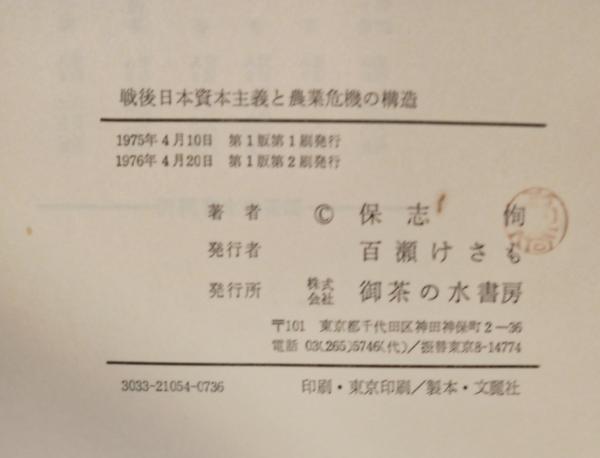 戦後日本資本主義と農業危機の構造
1975年4月10日 第1版第1刷発行
1976年4月20日 第1版第2刷発行
著者 © 保志 恂
発行者 百瀬けさも
発行所 株式会社 御茶の水書房
〒101 東京都千代田区神田神保町2-36
電話 03(265)5746(代)/振替東京8-14774
3033-21054-0736 印刷・東京印刷/製本・文麗社